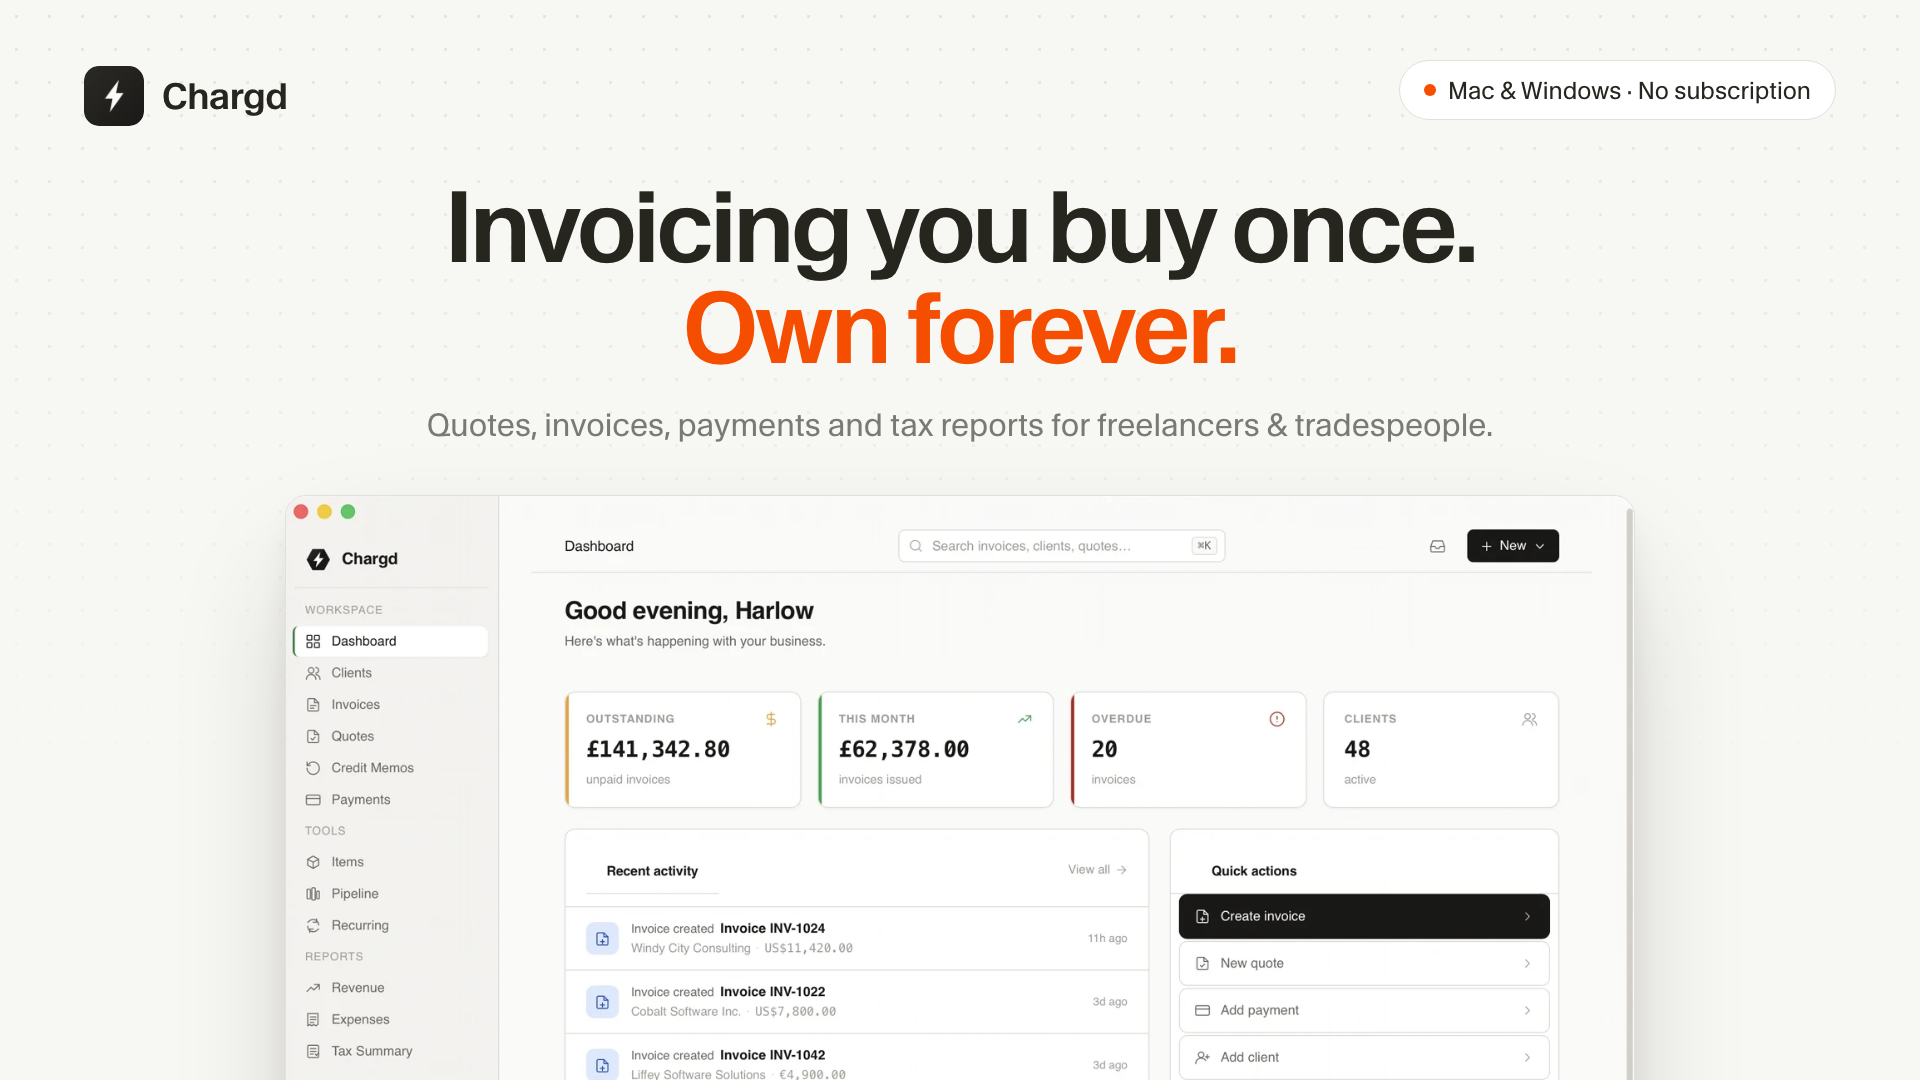 Chargd
Mac & Windows · No subscription
Invoicing you buy once.
Own forever.
Quotes, invoices, payments and tax reports for freelancers & tradespeople.
Chargd
WORKSPACE
Dashboard
Clients
Invoices
Quotes
Credit Memos
Payments
TOOLS
Items
Pipeline
Recurring
REPORTS
Revenue
Expenses
Tax Summary
Dashboard
Search invoices, clients, quotes...
⌘K
+ New
Good evening, Harlow
Here's what's happening with your business.
OUTSTANDING
£141,342.80
unpaid invoices
THIS MONTH
£62,378.00
invoices issued
OVERDUE
20
invoices
CLIENTS
48
active
Recent activity
View all →
Invoice created Invoice INV-1024
Windy City Consulting · US$11,420.00
11h ago
Invoice created Invoice INV-1022
Cobalt Software Inc. · US$7,800.00
3d ago
Invoice created Invoice INV-1042
Liffey Software Solutions · €4,900.00
3d ago
Quick actions
Create invoice
New quote
Add payment
Add client